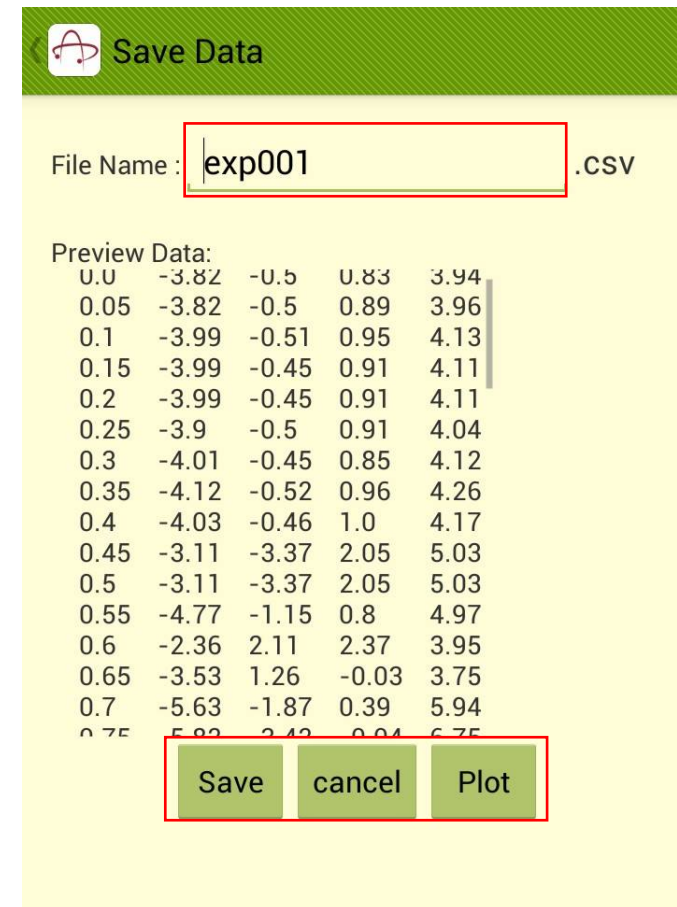 Save Data
File Name : exp001 .csv
Preview Data:
0.0 -3.82 -0.5 0.83 3.94
0.05 -3.82 -0.5 0.89 3.96
0.1 -3.99 -0.51 0.95 4.13
0.15 -3.99 -0.45 0.91 4.11
0.2 -3.99 -0.45 0.91 4.11
0.25 -3.9 -0.5 0.91 4.04
0.3 -4.01 -0.45 0.85 4.12
0.35 -4.12 -0.52 0.96 4.26
0.4 -4.03 -0.46 1.0 4.17
0.45 -3.11 -3.37 2.05 5.03
0.5 -3.11 -3.37 2.05 5.03
0.55 -4.77 -1.15 0.8 4.97
0.6 -2.36 2.11 2.37 3.95
0.65 -3.53 1.26 -0.03 3.75
0.7 -5.63 -1.87 0.39 5.94
0.75
Save cancel Plot